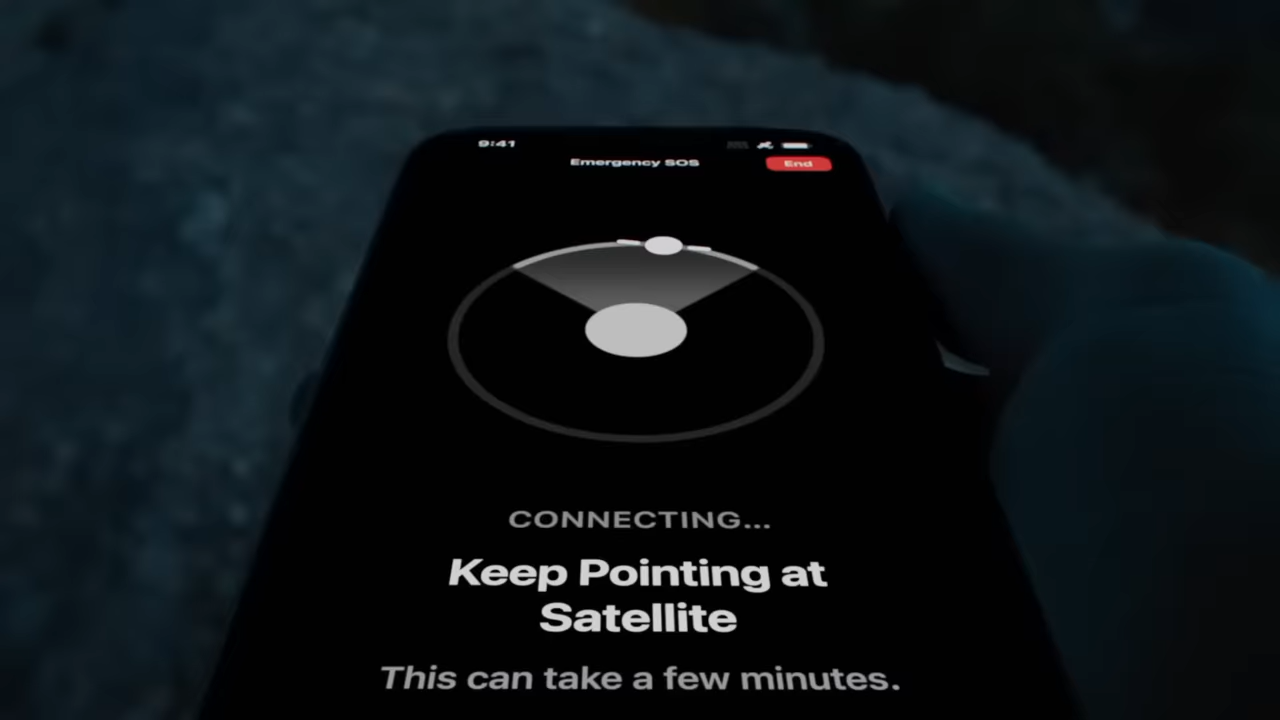 9:41
Emergency SOS
End
CONNECTING...
Keep Pointing at
Satellite
This can take a few minutes.